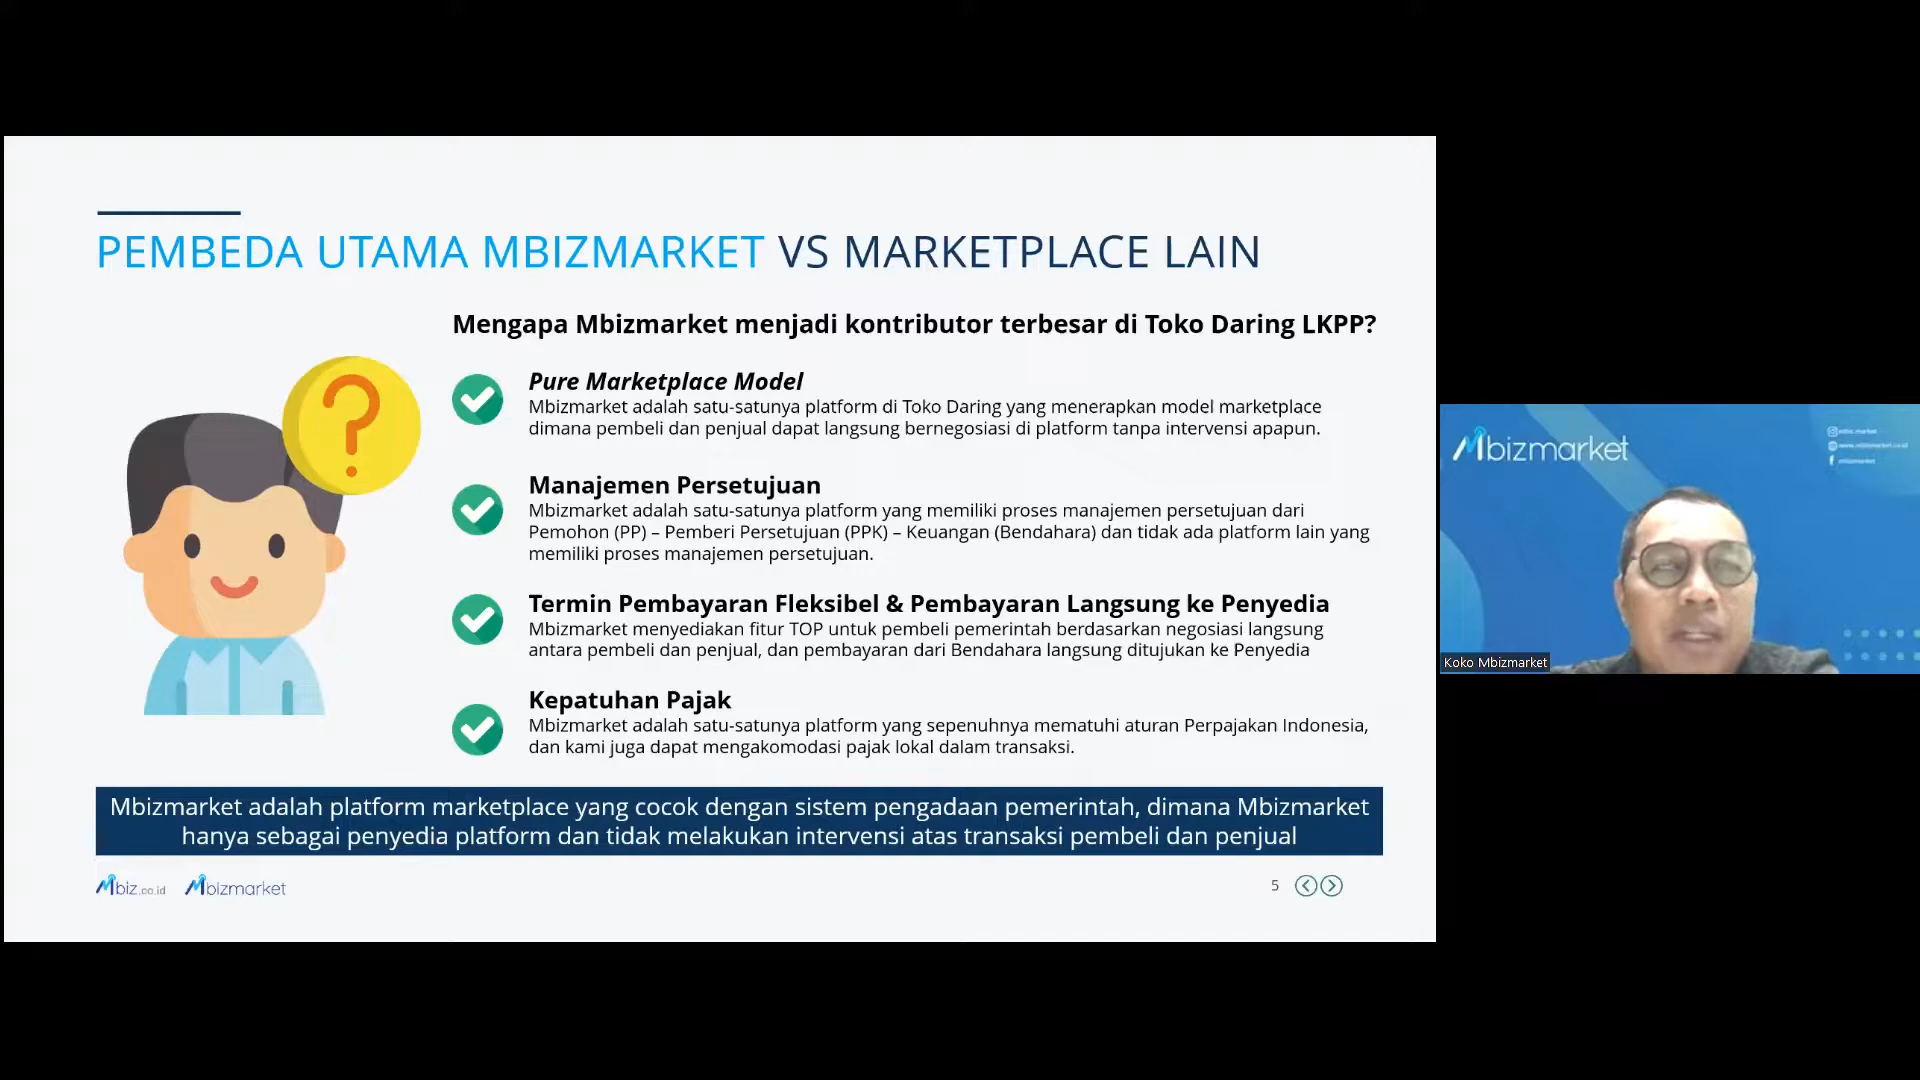 PEMBEDA UTAMA MBIZMARKET VS MARKETPLACE LAIN
Mengapa Mbizmarket menjadi kontributor terbesar di Toko Daring LKPP?
Pure Marketplace Model
Mbizmarket adalah satu-satunya platform di Toko Daring yang menerapkan model marketplace
dimana pembeli dan penjual dapat langsung bernegosiasi di platform tanpa intervensi apapun.
Manajemen Persetujuan
Mbizmarket adalah satu-satunya platform yang memiliki proses manajemen persetujuan dari
Pemohon (PP) – Pemberi Persetujuan (PPK) – Keuangan (Bendahara) dan tidak ada platform lain yang
memiliki proses manajemen persetujuan.
Termin Pembayaran Fleksibel & Pembayaran Langsung ke Penyedia
Mbizmarket menyediakan fitur TOP untuk pembeli pemerintah berdasarkan negosiasi langsung
antara pembeli dan penjual, dan pembayaran dari Bendahara langsung ditujukan ke Penyedia
Kepatuhan Pajak
Mbizmarket adalah satu-satunya platform yang sepenuhnya mematuhi aturan Perpajakan Indonesia,
dan kami juga dapat mengakomodasi pajak lokal dalam transaksi.
Mbizmarket adalah platform marketplace yang cocok dengan sistem pengadaan pemerintah, dimana Mbizmarket
hanya sebagai penyedia platform dan tidak melakukan intervensi atas transaksi pembeli dan penjual
Mbiz.co.id Mbizmarket
5
Mbizmarket
Koko Mbizmarket